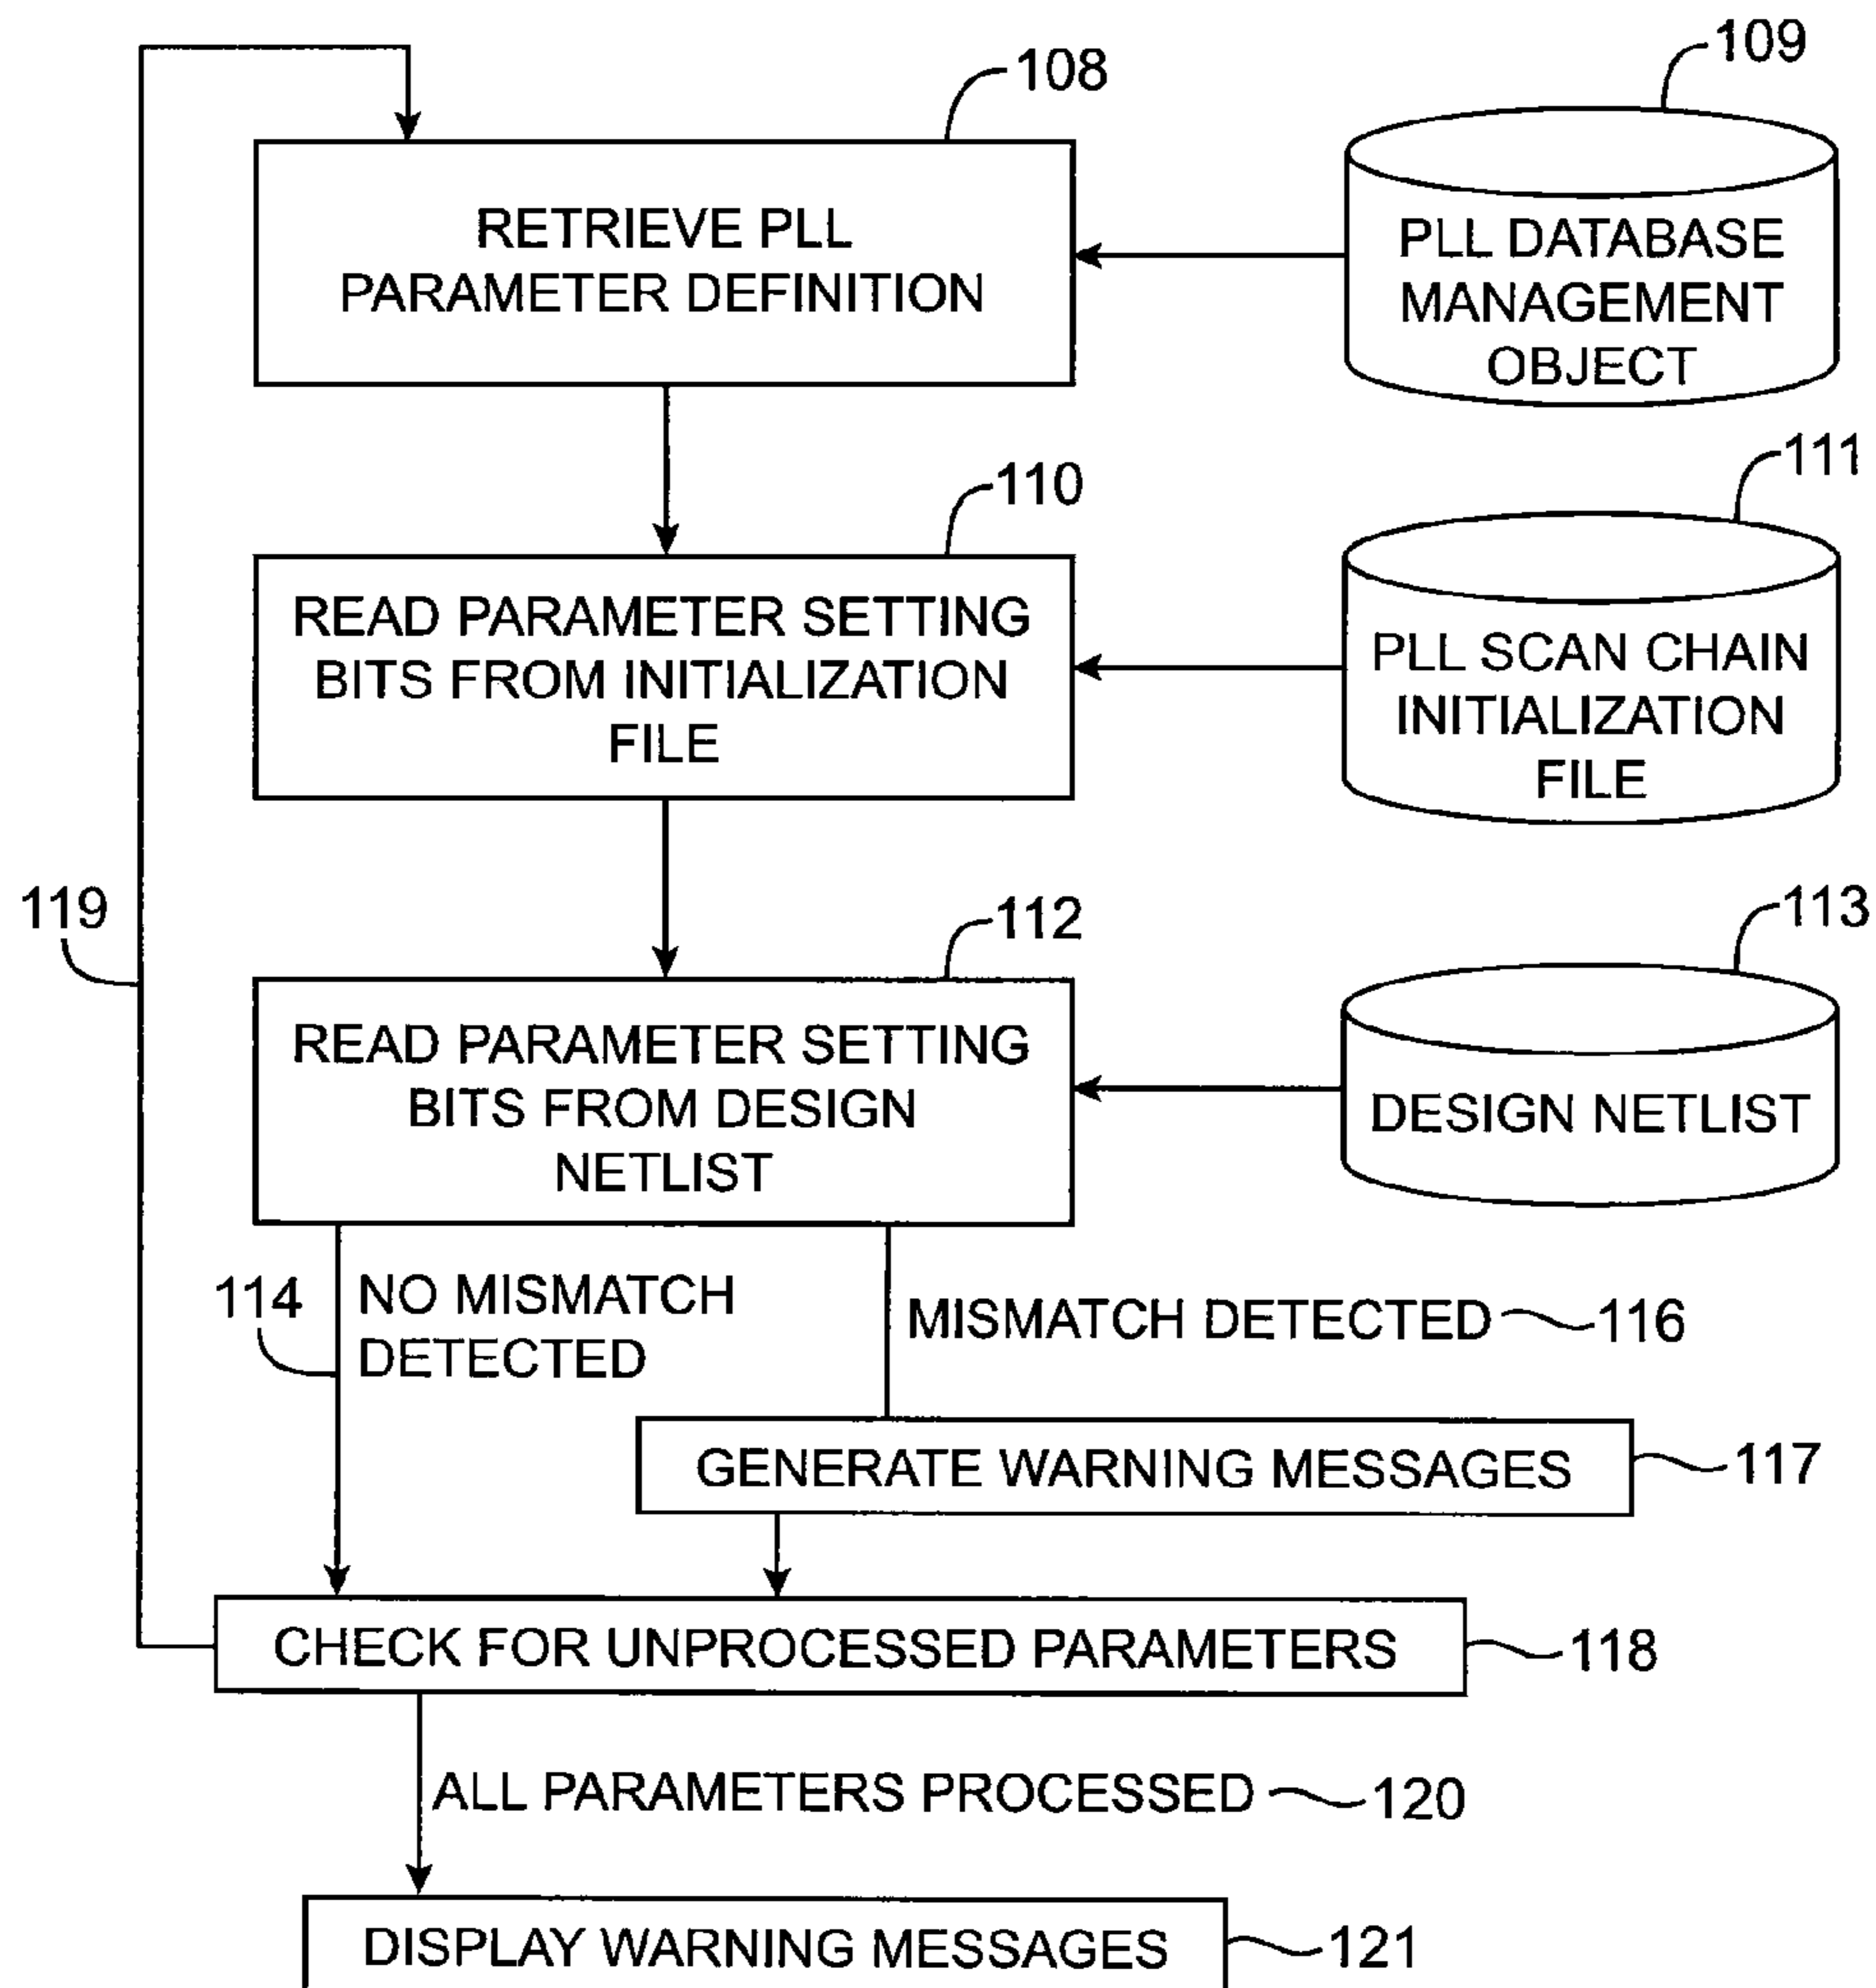 109
108
RETRIEVE PLL
PARAMETER DEFINITION
PLL DATABASE
MANAGEMENT
OBJECT
111
110
READ PARAMETER SETTING
BITS FROM INITIALIZATION
FILE
PLL SCAN CHAIN
INITIALIZATION
FILE
119
112
113
READ PARAMETER SETTING
BITS FROM DESIGN
NETLIST
DESIGN NETLIST
114
NO MISMATCH
DETECTED
MISMATCH DETECTED
116
GENERATE WARNING MESSAGES
117
CHECK FOR UNPROCESSED PARAMETERS
118
ALL PARAMETERS PROCESSED
120
DISPLAY WARNING MESSAGES
121